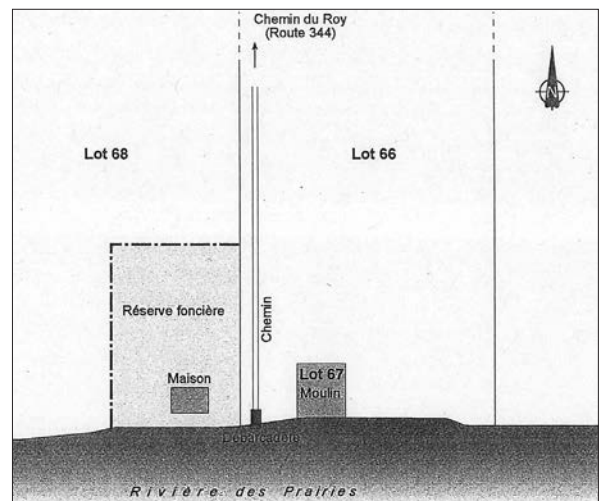 Chemin du Roy
(Route 344)
N
Lot 68
Lot 66
Réserve foncière
Chemin
Maison
Lot 67
Moulin
Débarcadère
Rivière des Prairies